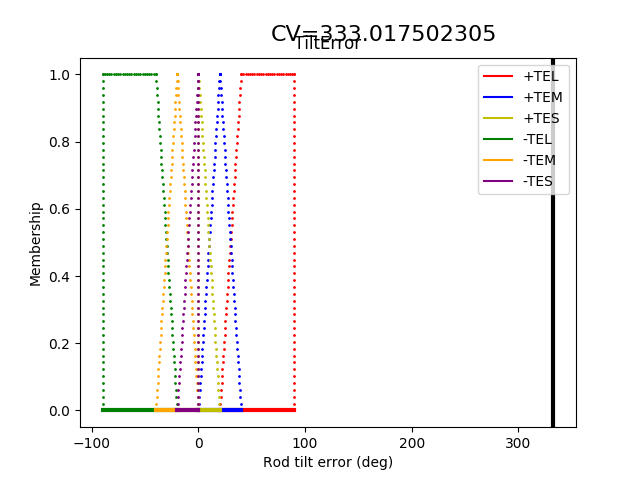 CV=333.017502305
TiltError
+TEL
+TEM
+TES
-TEL
-TEM
-TES
1.0
0.8
0.6
0.4
0.2
0.0
Membership
−100
0
100
200
300
Rod tilt error (deg)